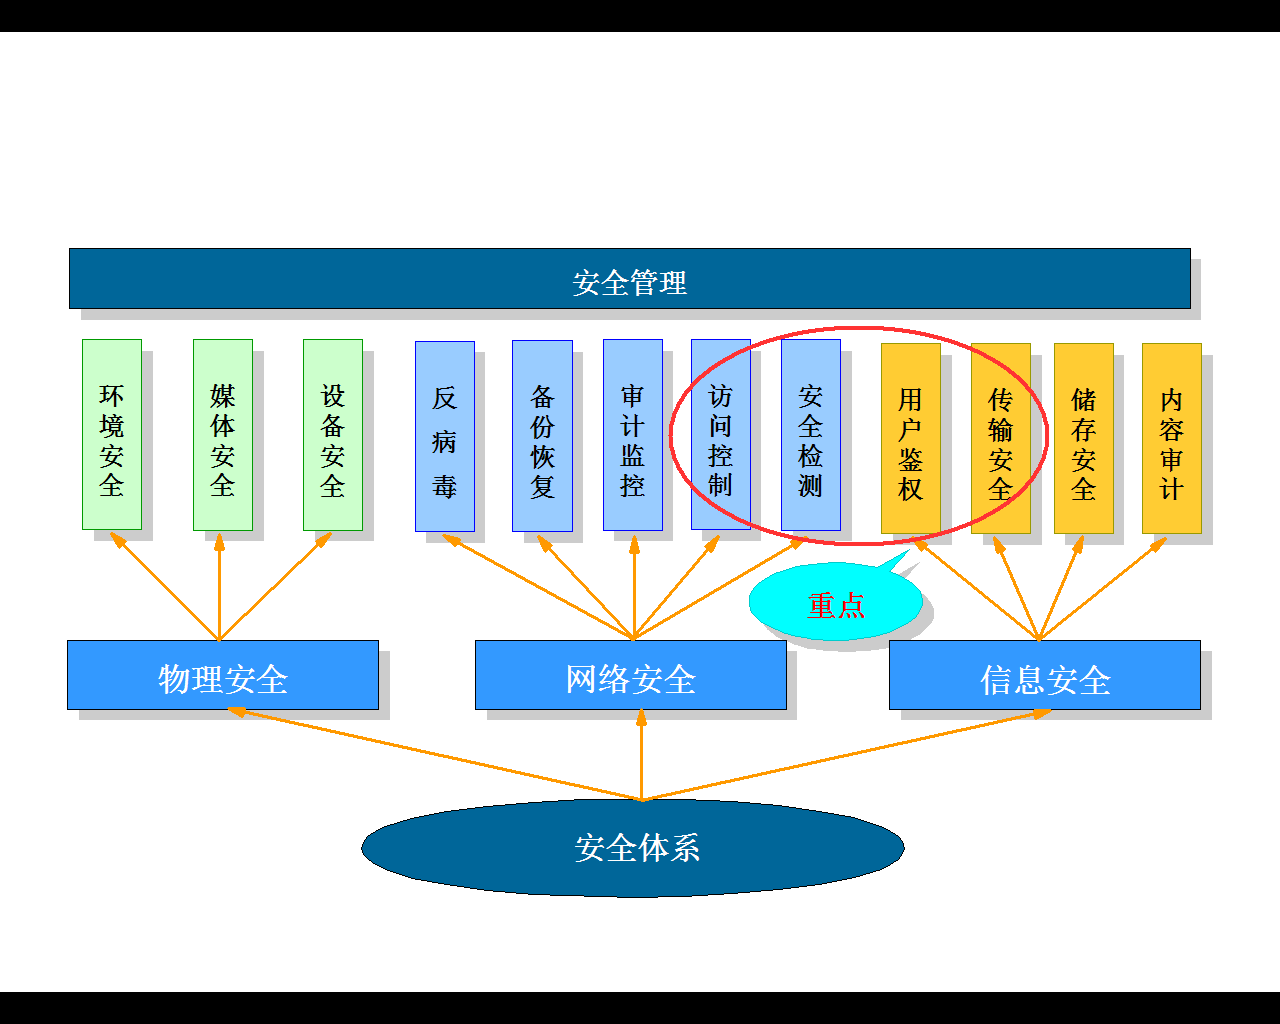 安全管理
环境安全
媒体安全
设备安全
反病毒
备份恢复
审计监控
访问控制
安全检测
用户鉴权
传输安全
储存安全
内容审计
重点
物理安全
网络安全
信息安全
安全体系